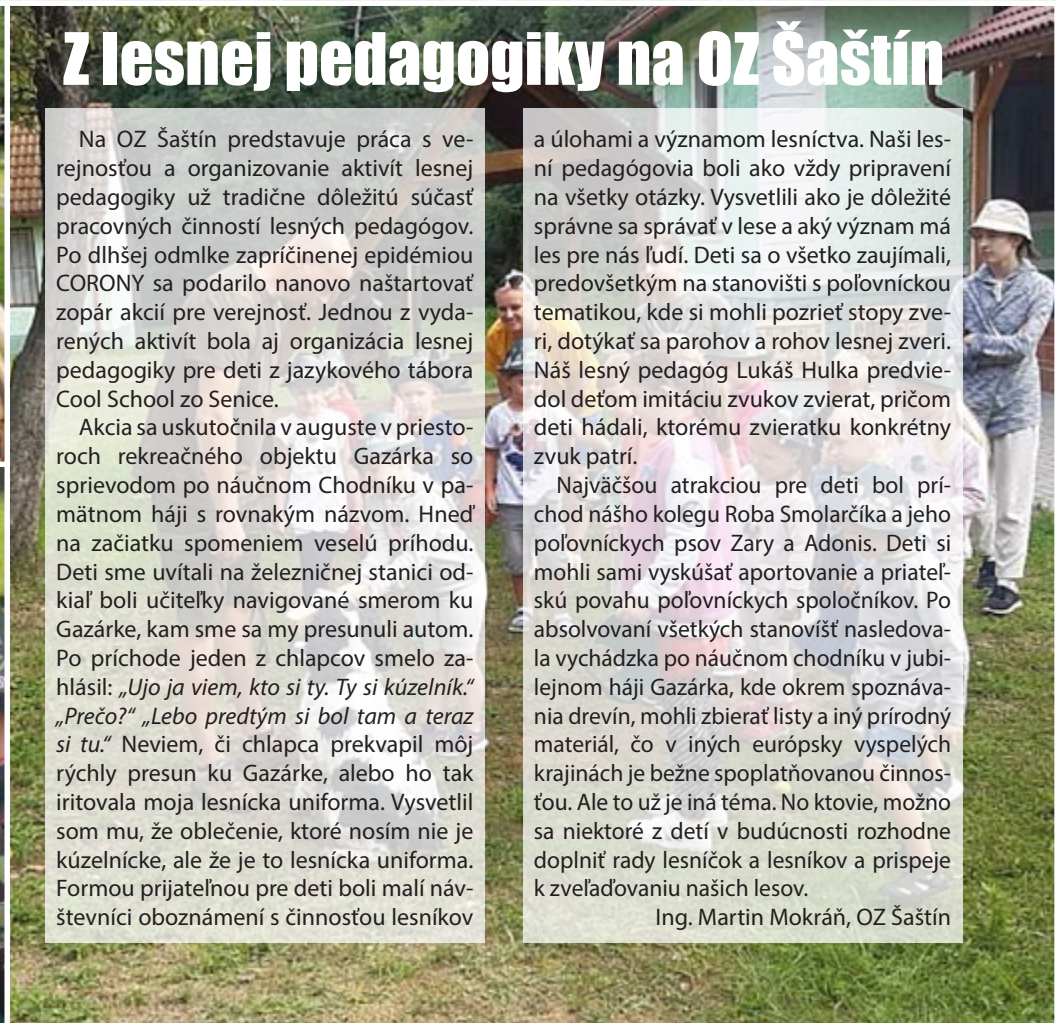 Z lesnej pedagogiky na OZ Šaštín
Na OZ Šaštín predstavuje práca s ve-
rejnosťou a organizovanie aktivít lesnej
pedagogiky už tradične dôležitú súčasť
pracovných činností lesných pedagógov.
Po dlhšej odmlke zapríčinenej epidémiou
CORONY sa podarilo nanovo naštartovať
zopár akcií pre verejnosť. Jednou z vyda-
rených aktivít bola aj organizácia lesnej
pedagogiky pre deti z jazykového tábora
Cool School zo Senice.
Akcia sa uskutočnila v auguste v priesto-
roch rekreačného objektu Gazárka so
sprievodom po náučnom Chodníku v pa-
mätnom háji s rovnakým názvom. Hneď
na začiatku spomeniem veselú príhodu.
Deti sme uvítali na železničnej stanici od-
kiaľ boli učiteľky navigované smerom ku
Gazárke, kam sme sa my presunuli autom.
Po príchode jeden z chlapcov smelo za-
hlásil: „Ujo ja viem, kto si ty. Ty si kúzelník.“
„Prečo?“ „Lebo predtým si bol tam a teraz
si tu.“ Neviem, či chlapca prekvapil môj
rýchly presun ku Gazárke, alebo ho tak
iritovala moja lesnícka uniforma. Vysvetlil
som mu, že oblečenie, ktoré nosím nie je
kúzelnícke, ale že je to lesnícka uniforma.
Formou prijateľnou pre deti boli malí náv-
števníci oboznámení s činnosťou lesníkov
a úlohami a významom lesníctva. Naši les-
ní pedagógovia boli ako vždy pripravení
na všetky otázky. Vysvetlili ako je dôležité
správne sa správať v lese a aký význam má
les pre nás ľudí. Deti sa o všetko zaujímali,
predovšetkým na stanovišti s poľovníckou
tematikou, kde si mohli pozrieť stopy zve-
ri, dotýkať sa parohov a rohov lesnej zveri.
Náš lesný pedagóg Lukáš Hulka predvie-
dol deťom imitáciu zvukov zvierat, pričom
deti hádali, ktorému zvieratku konkrétny
zvuk patrí.
Najväčšou atrakciou pre deti bol prí-
chod nášho kolegu Roba Smolarčíka a jeho
poľovníckych psov Zary a Adonis. Deti si
mohli sami vyskúšať aportovanie a priateľ-
skú povahu poľovníckych spoločníkov. Po
absolvovaní všetkých stanovíšť nasledova-
la vychádzka po náučnom chodníku v jubi-
lejnom háji Gazárka, kde okrem spoznáva-
nia drevín, mohli zbierať listy a iný prírodný
materiál, čo v iných európsky vyspelých
krajinách je bežne spoplatňovanou činnos-
ťou. Ale to už je iná téma. No ktovie, možno
sa niektoré z detí v budúcnosti rozhodne
doplniť rady lesníčok a lesníkov a prispeje
k zveľaďovaniu našich lesov.
Ing. Martin Mokráň, OZ Šaštín